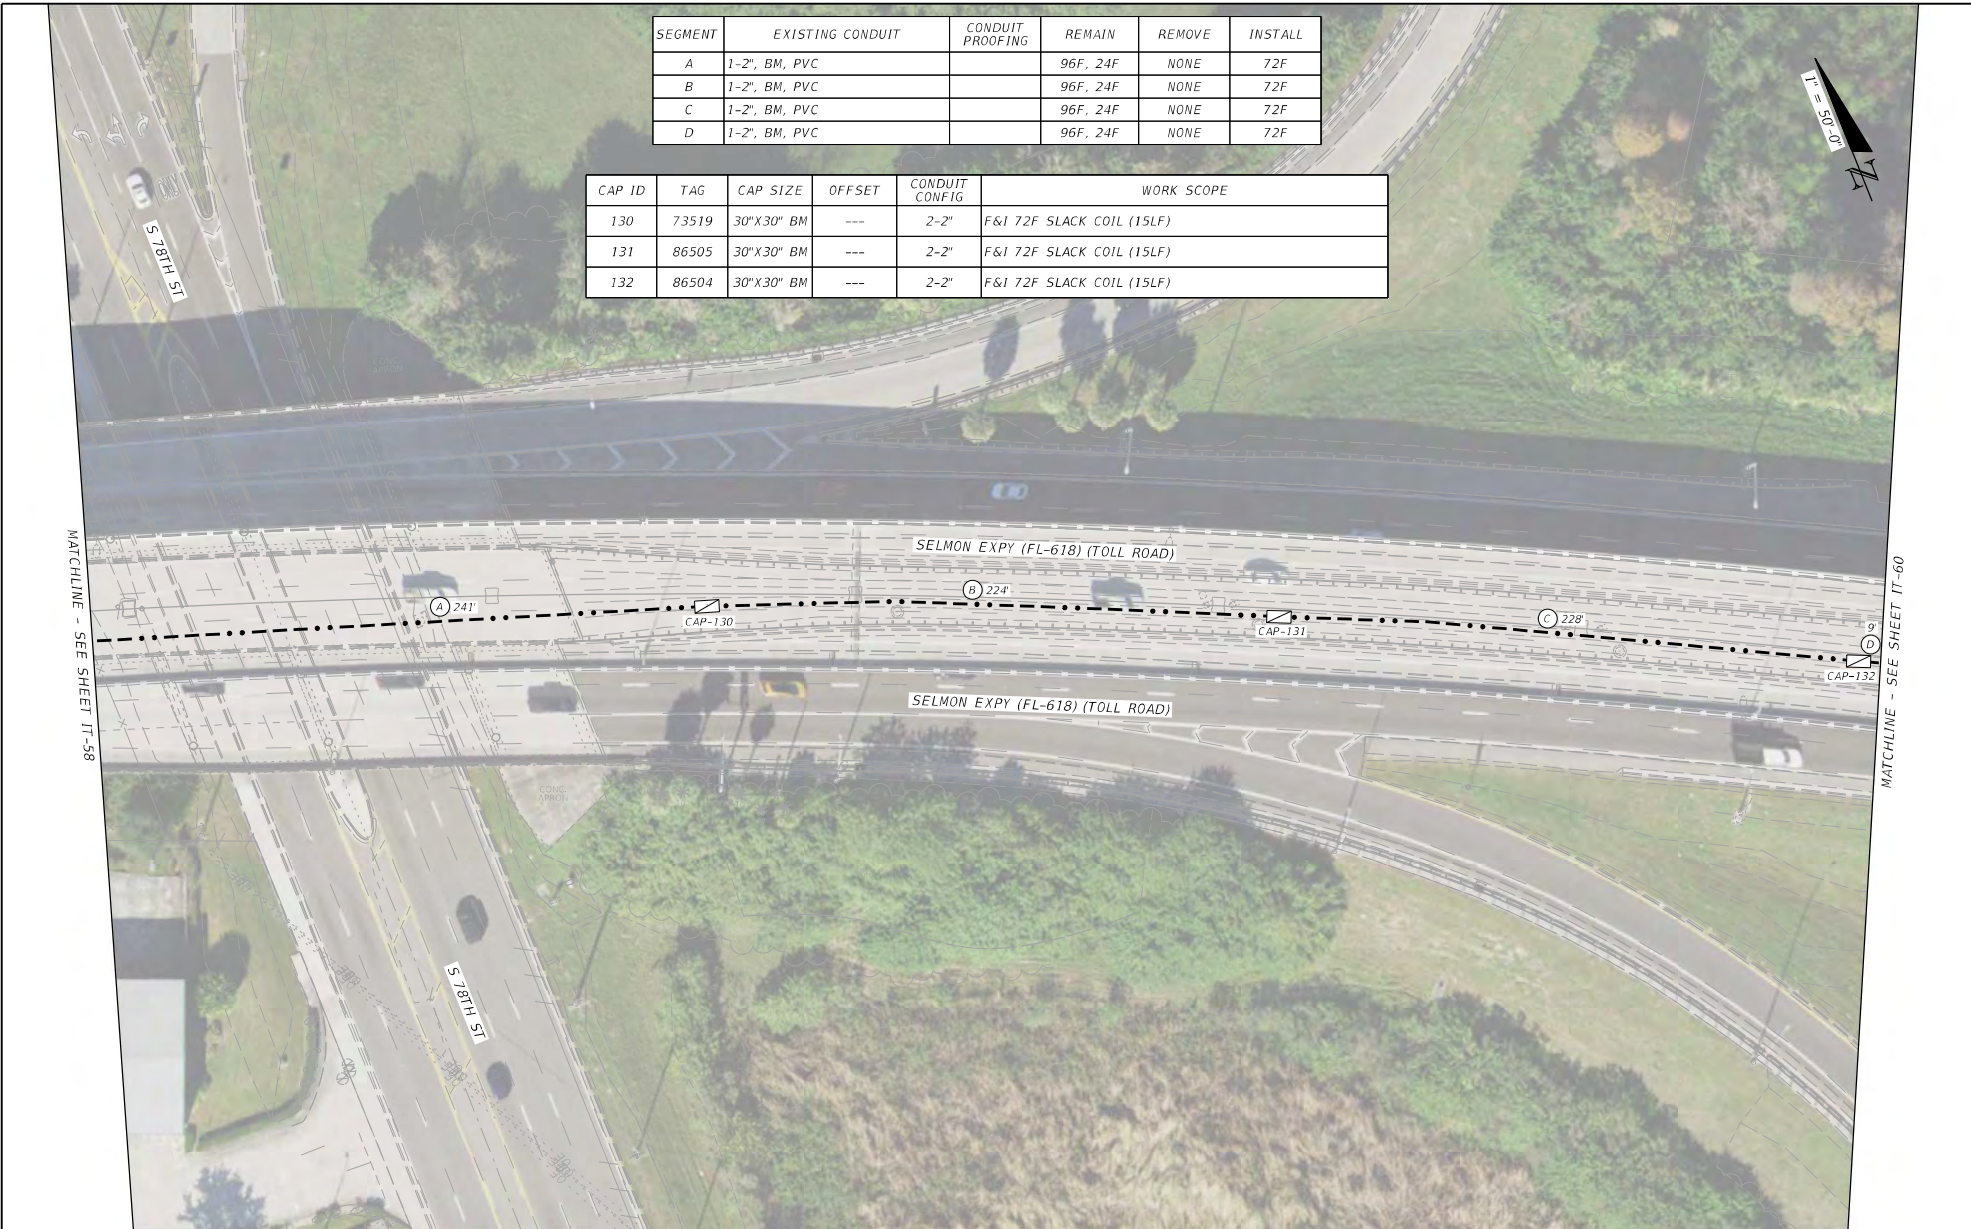 SEGMENT EXISTING CONDUIT CONDUIT PROOFING REMAIN REMOVE INSTALL
A 1-2", BM, PVC 96F, 24F NONE 72F
B 1-2", BM, PVC 96F, 24F NONE 72F
C 1-2", BM, PVC 96F, 24F NONE 72F
D 1-2", BM, PVC 96F, 24F NONE 72F
1" = 50'-0"
N
CAP ID TAG CAP SIZE OFFSET CONDUIT CONFIG WORK SCOPE
130 73519 30"X30" BM --- 2-2" F&I 72F SLACK COIL (15LF)
131 86505 30"X30" BM --- 2-2" F&I 72F SLACK COIL (15LF)
132 86504 30"X30" BM --- 2-2" F&I 72F SLACK COIL (15LF)
S 78TH ST
MATCHLINE - SEE SHEET IT-58
SELMON EXPY (FL-618) (TOLL ROAD)
A 241'
CAP-130
B 224'
CAP-131
C 228'
9'
D
CAP-132
MATCHLINE - SEE SHEET IT-60
SELMON EXPY (FL-618) (TOLL ROAD)
CONC.
APRON
S 78TH ST